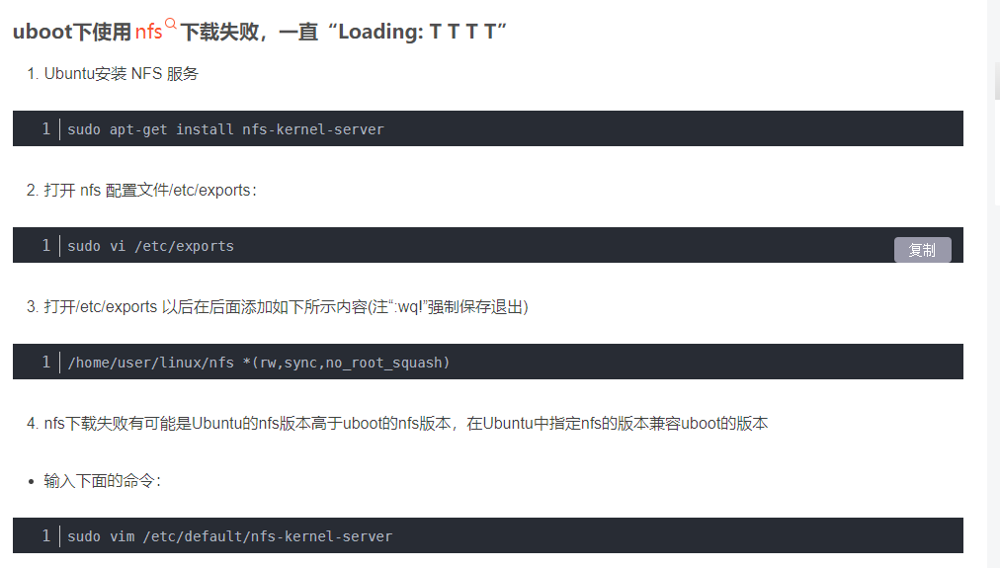 uboot下使用 nfs 下载失败，一直“Loading: T T T T”
1. Ubuntu安装 NFS 服务
1 sudo apt-get install nfs-kernel-server
2. 打开 nfs 配置文件/etc/exports：
1 sudo vi /etc/exports
复制
3. 打开/etc/exports 以后在后面添加如下所示内容(注“:wq!”强制保存退出)
1 /home/user/linux/nfs *(rw,sync,no_root_squash)
4. nfs下载失败有可能是Ubuntu的nfs版本高于uboot的nfs版本，在Ubuntu中指定nfs的版本兼容uboot的版本
• 输入下面的命令：
1 sudo vim /etc/default/nfs-kernel-server